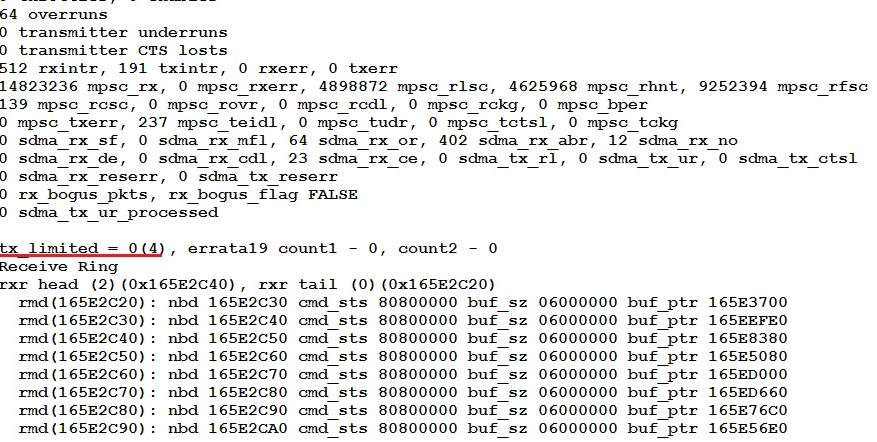 64 overruns
0 transmitter underruns
0 transmitter CTS losts
512 rxintr, 191 txintr, 0 rxerr, 0 txerr
14823236 mpsc_rx, 0 mpsc_rxerr, 4898872 mpsc_rlsc, 4625968 mpsc_rhnt, 9252394 mpsc_rfsc
139 mpsc_rcsc, 0 mpsc_rovr, 0 mpsc_rcdl, 0 mpsc_rckg, 0 mpsc_bper
0 mpsc_txerr, 237 mpsc_teidl, 0 mpsc_tudr, 0 mpsc_tctsl, 0 mpsc_tckg
0 sdma_rx_sf, 0 sdma_rx_mfl, 64 sdma_rx_or, 402 sdma_rx_abr, 12 sdma_rx_no
0 sdma_rx_de, 0 sdma_rx_cdl, 23 sdma_rx_ce, 0 sdma_tx_rl, 0 sdma_tx_ur, 0 sdma_tx_ctsl
0 sdma_rx_reserr, 0 sdma_tx_reserr
0 rx_bogus_pkts, rx_bogus_flag FALSE
0 sdma_tx_ur_processed
tx_limited = 0(4), errata19 count1 - 0, count2 - 0
Receive Ring
rxr head (2)(0x165E2C40), rxr tail (0)(0x165E2C20)
rmd(165E2C20): nbd 165E2C30 cmd_sts 80800000 buf_sz 06000000 buf_ptr 165E3700
rmd(165E2C30): nbd 165E2C40 cmd_sts 80800000 buf_sz 06000000 buf_ptr 165EEFE0
rmd(165E2C40): nbd 165E2C50 cmd_sts 80800000 buf_sz 06000000 buf_ptr 165E8380
rmd(165E2C50): nbd 165E2C60 cmd_sts 80800000 buf_sz 06000000 buf_ptr 165E5080
rmd(165E2C60): nbd 165E2C70 cmd_sts 80800000 buf_sz 06000000 buf_ptr 165ED000
rmd(165E2C70): nbd 165E2C80 cmd_sts 80800000 buf_sz 06000000 buf_ptr 165ED660
rmd(165E2C80): nbd 165E2C90 cmd_sts 80800000 buf_sz 06000000 buf_ptr 165E76C0
rmd(165E2C90): nbd 165E2CA0 cmd_sts 80800000 buf_sz 06000000 buf_ptr 165E56E0